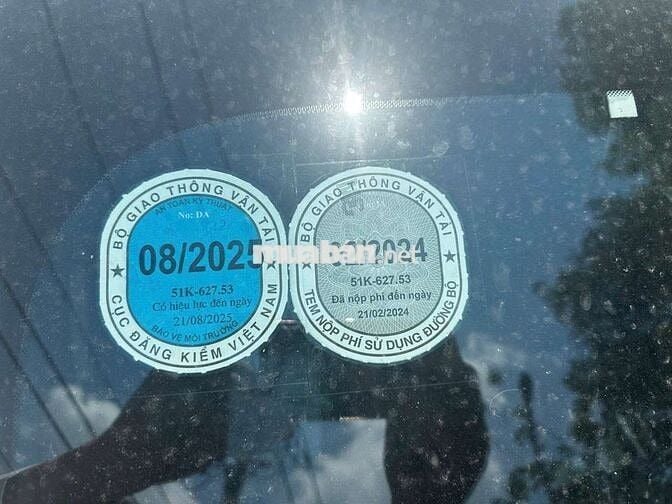 BỘ GIAO THÔNG VẬN TẢI
AN TOÀN KỸ THUẬT
No: DA
08/2025
51K-627.53
Có hiệu lực đến ngày
21/08/2025
BẢO VỆ MÔI TRƯỜNG
CỤC ĐĂNG KIỂM VIỆT NAM
BỘ GIAO THÔNG VẬN TẢI
02/2024
51K-627.53
Đã nộp phí đến ngày
21/02/2024
TEM NỘP PHÍ SỬ DỤNG ĐƯỜNG BỘ
muaban.net